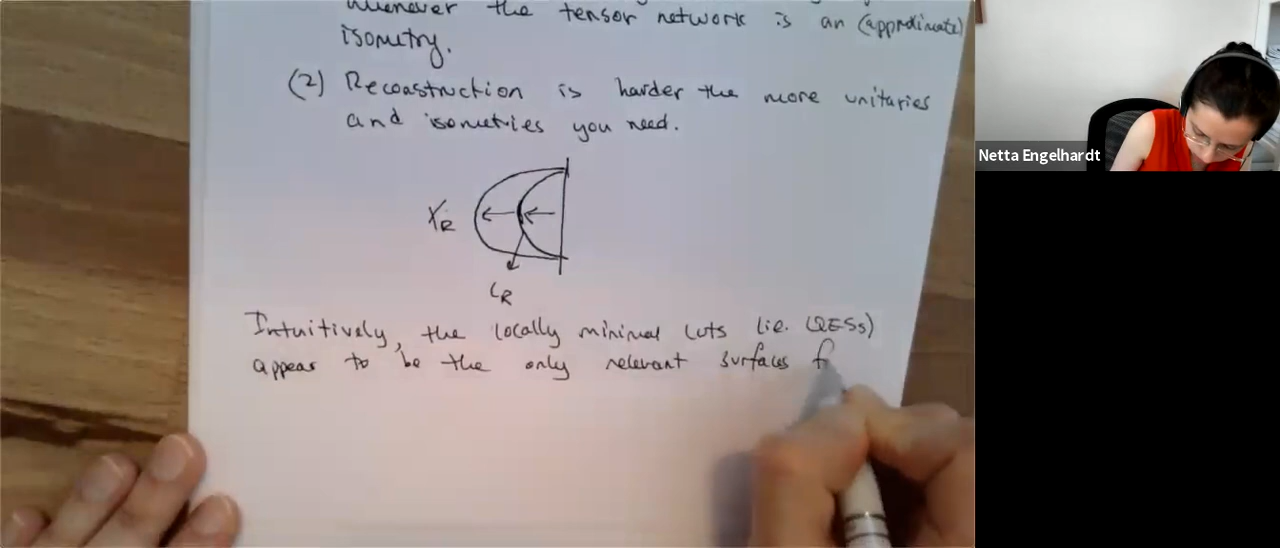 whenever the tensor network is an (approximate)
isometry.
(2) Reconstruction is harder the more unitaries
and isometries you need.
Netta Engelhardt
X_R
L_R
Intuitively, the locally minimal cuts (i.e. QESs)
appear to be the only relevant surfaces f